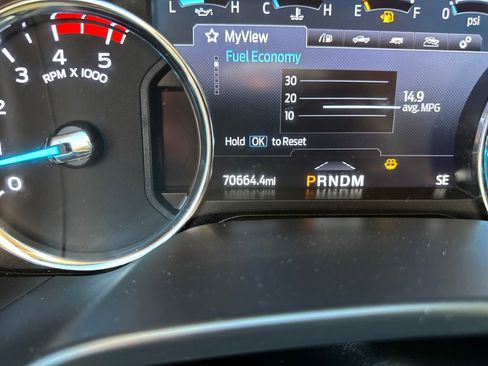 L H C H E F psi
MyView
Fuel Economy
30
20
10
14.9
avg. MPG
Hold OK to Reset
70664.4mi PRNDM SE
3 4 5
2
1
0
RPM X 1000